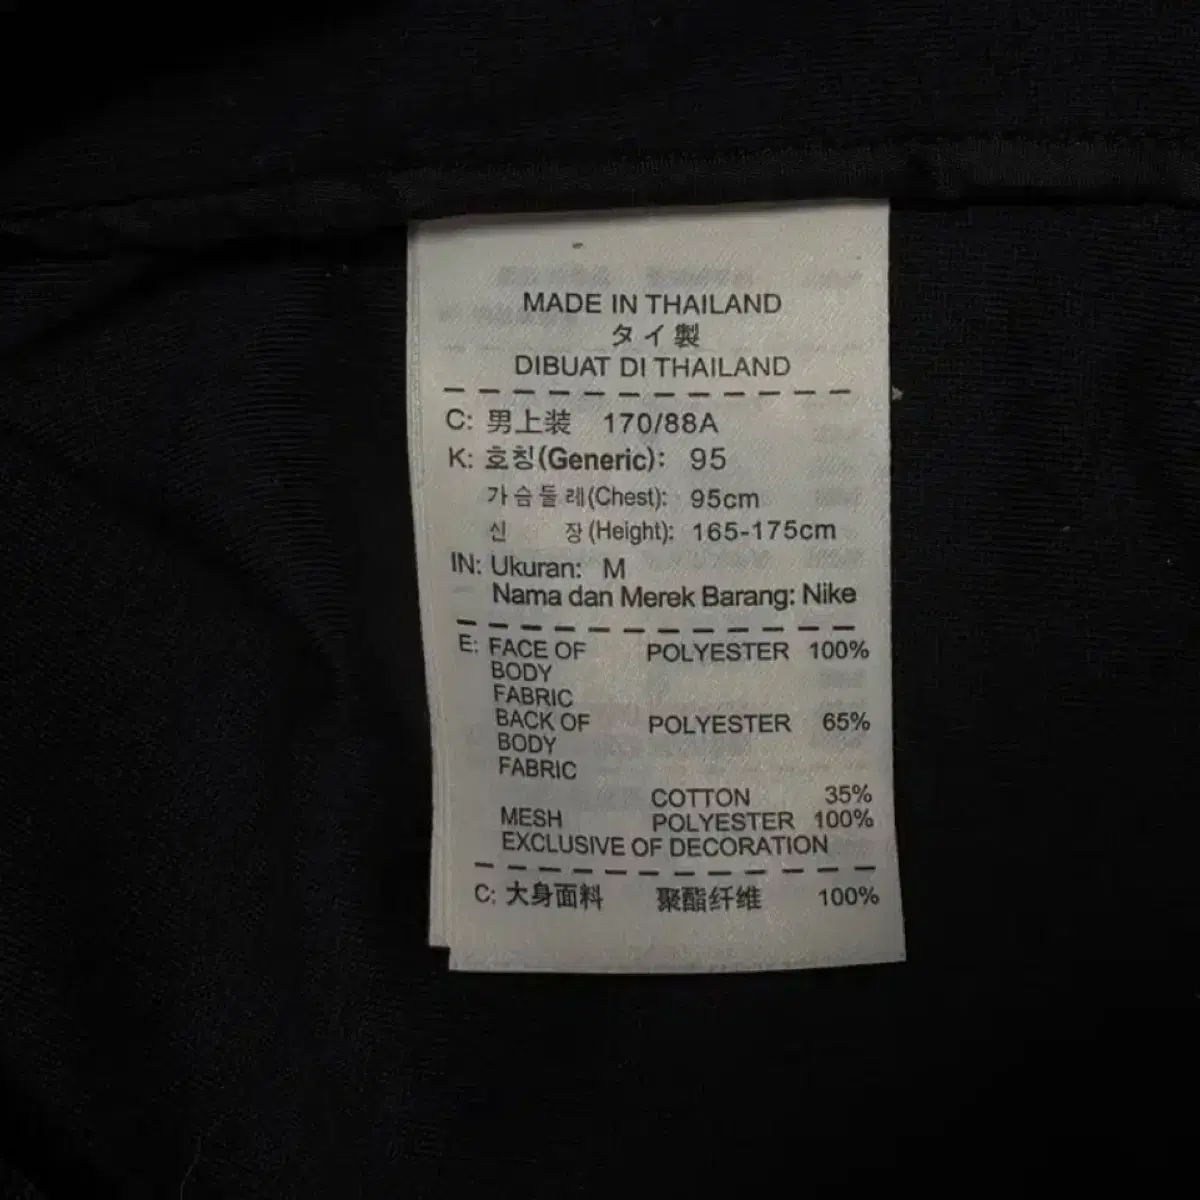 MADE IN THAILAND
タイ製
DIBUAT DI THAILAND
C: 男上装 170/88A
K: 호칭(Generic): 95
가슴둘레(Chest): 95cm
신 장(Height): 165-175cm
IN: Ukuran: M
Nama dan Merek Barang: Nike
E: FACE OF POLYESTER 100%
BODY
FABRIC
BACK OF POLYESTER 65%
BODY
FABRIC
COTTON 35%
MESH POLYESTER 100%
EXCLUSIVE OF DECORATION
C: 大身面料 聚酯纤维 100%